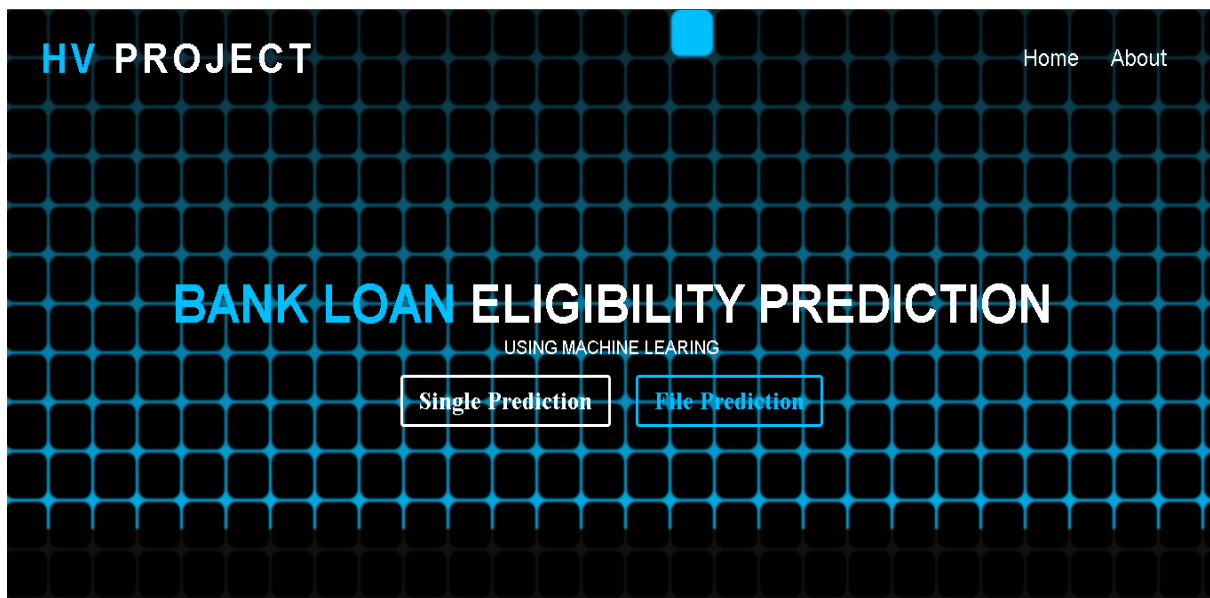 HV PROJECT
Home About
BANK LOAN ELIGIBILITY PREDICTION
USING MACHINE LEARING
Single Prediction File Prediction